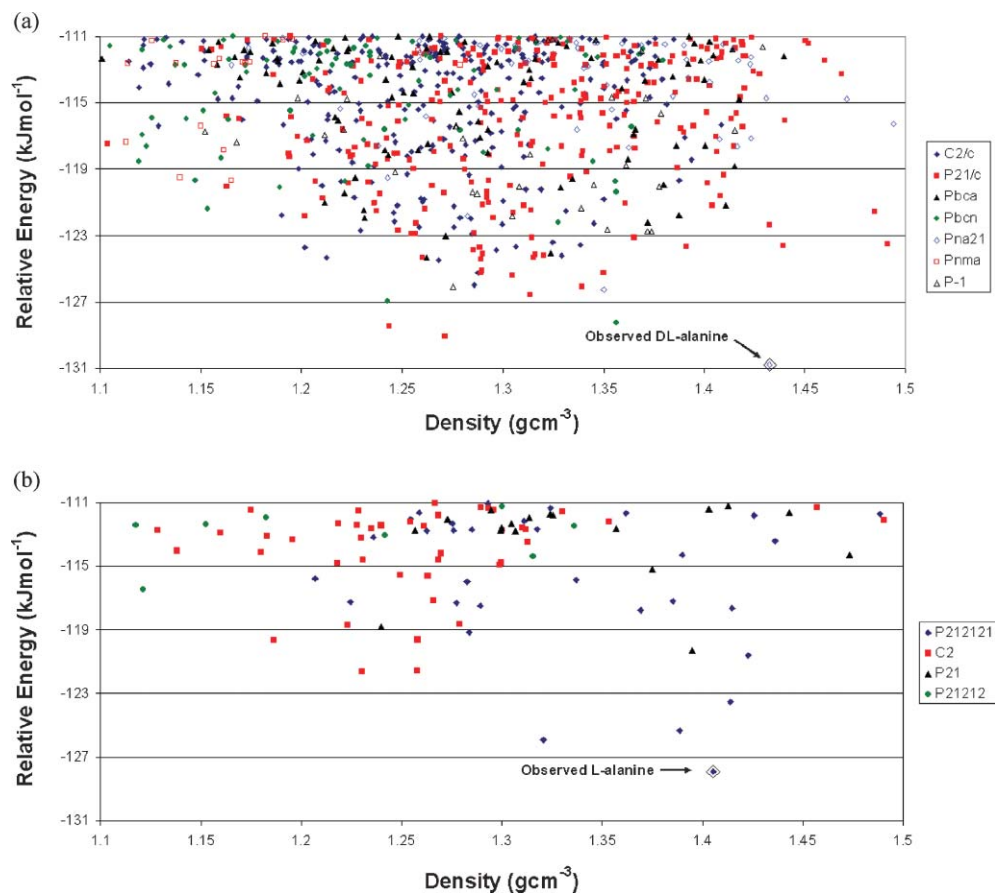 (a)
-111
-115
-119
-123
-127
-131
Relative Energy (kJmol⁻¹)
Observed DL-alanine
1.1 1.15 1.2 1.25 1.3 1.35 1.4 1.45 1.5
Density (gcm⁻³)
C2/c
P21/c
Pbca
Pbcn
Pna21
Pnma
P-1
(b)
-111
-115
-119
-123
-127
-131
Relative Energy (kJmol⁻¹)
Observed L-alanine
1.1 1.15 1.2 1.25 1.3 1.35 1.4 1.45 1.5
Density (gcm⁻³)
P212121
C2
P21
P21212